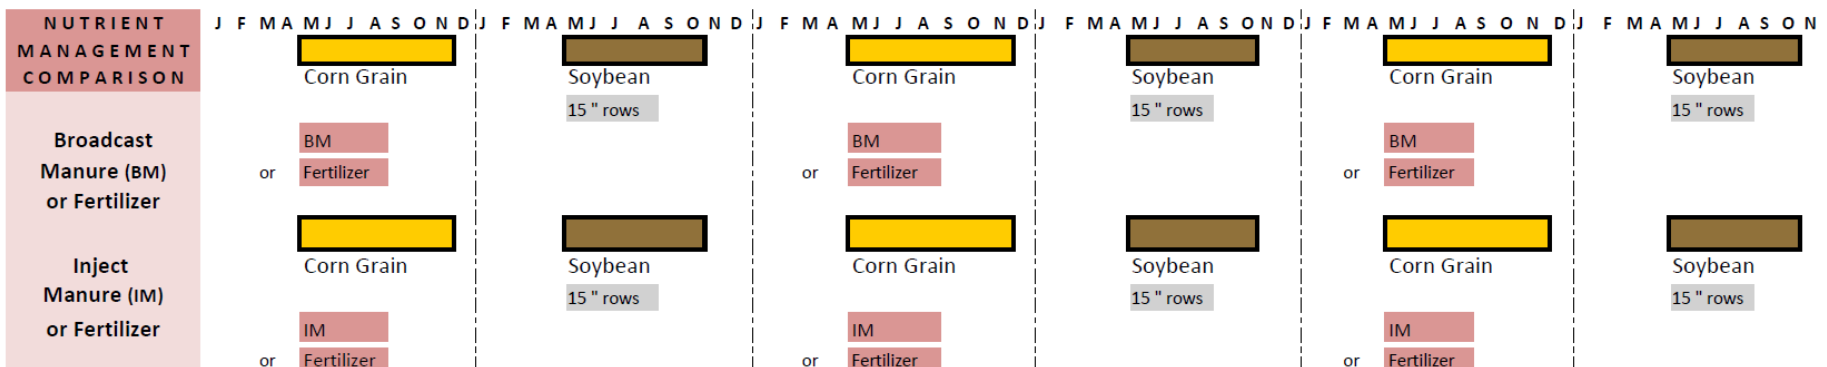 NUTRIENT J F M A M J J A S O N D J F M A M J J A S O N D J F M A M J J A S O N D J F M A M J J A S O N D J F M A M J J A S O N D J F M A M J J A S O N
MANAGEMENT
COMPARISON Corn Grain Soybean Corn Grain Soybean Corn Grain Soybean
15 " rows 15 " rows 15 " rows
Broadcast BM BM BM
Manure (BM) or Fertilizer or Fertilizer or Fertilizer
or Fertilizer
Inject Corn Grain Soybean Corn Grain Soybean Corn Grain Soybean
Manure (IM) 15 " rows 15 " rows 15 " rows
or Fertilizer IM IM IM
or Fertilizer or Fertilizer or Fertilizer